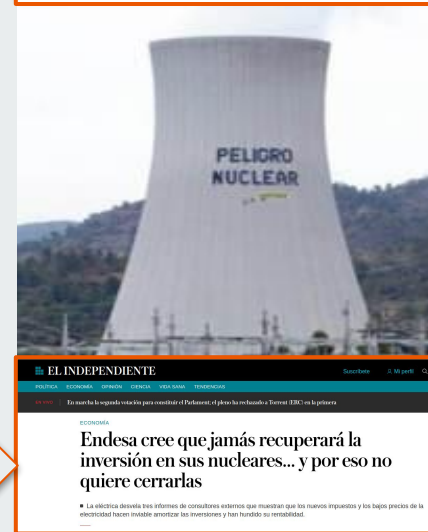 PELIGRO
NUCLEAR
EL INDEPENDIENTE
Suscríbete
Mi perfil
POLÍTICA ECONOMÍA OPINIÓN CIENCIA VIDA SANA TENDENCIAS
EN VIVO En marcha la segunda votación para constituir el Parlament; el pleno ha rechazado a Torrent (ERC) en la primera
ECONOMÍA
Endesa cree que jamás recuperará la
inversión en sus nucleares... y por eso no
quiere cerrarlas
La eléctrica desvela tres informes de consultores externos que muestran que los nuevos impuestos y los bajos precios de la
electricidad hacen inviable amortizar las inversiones y han hundido su rentabilidad.